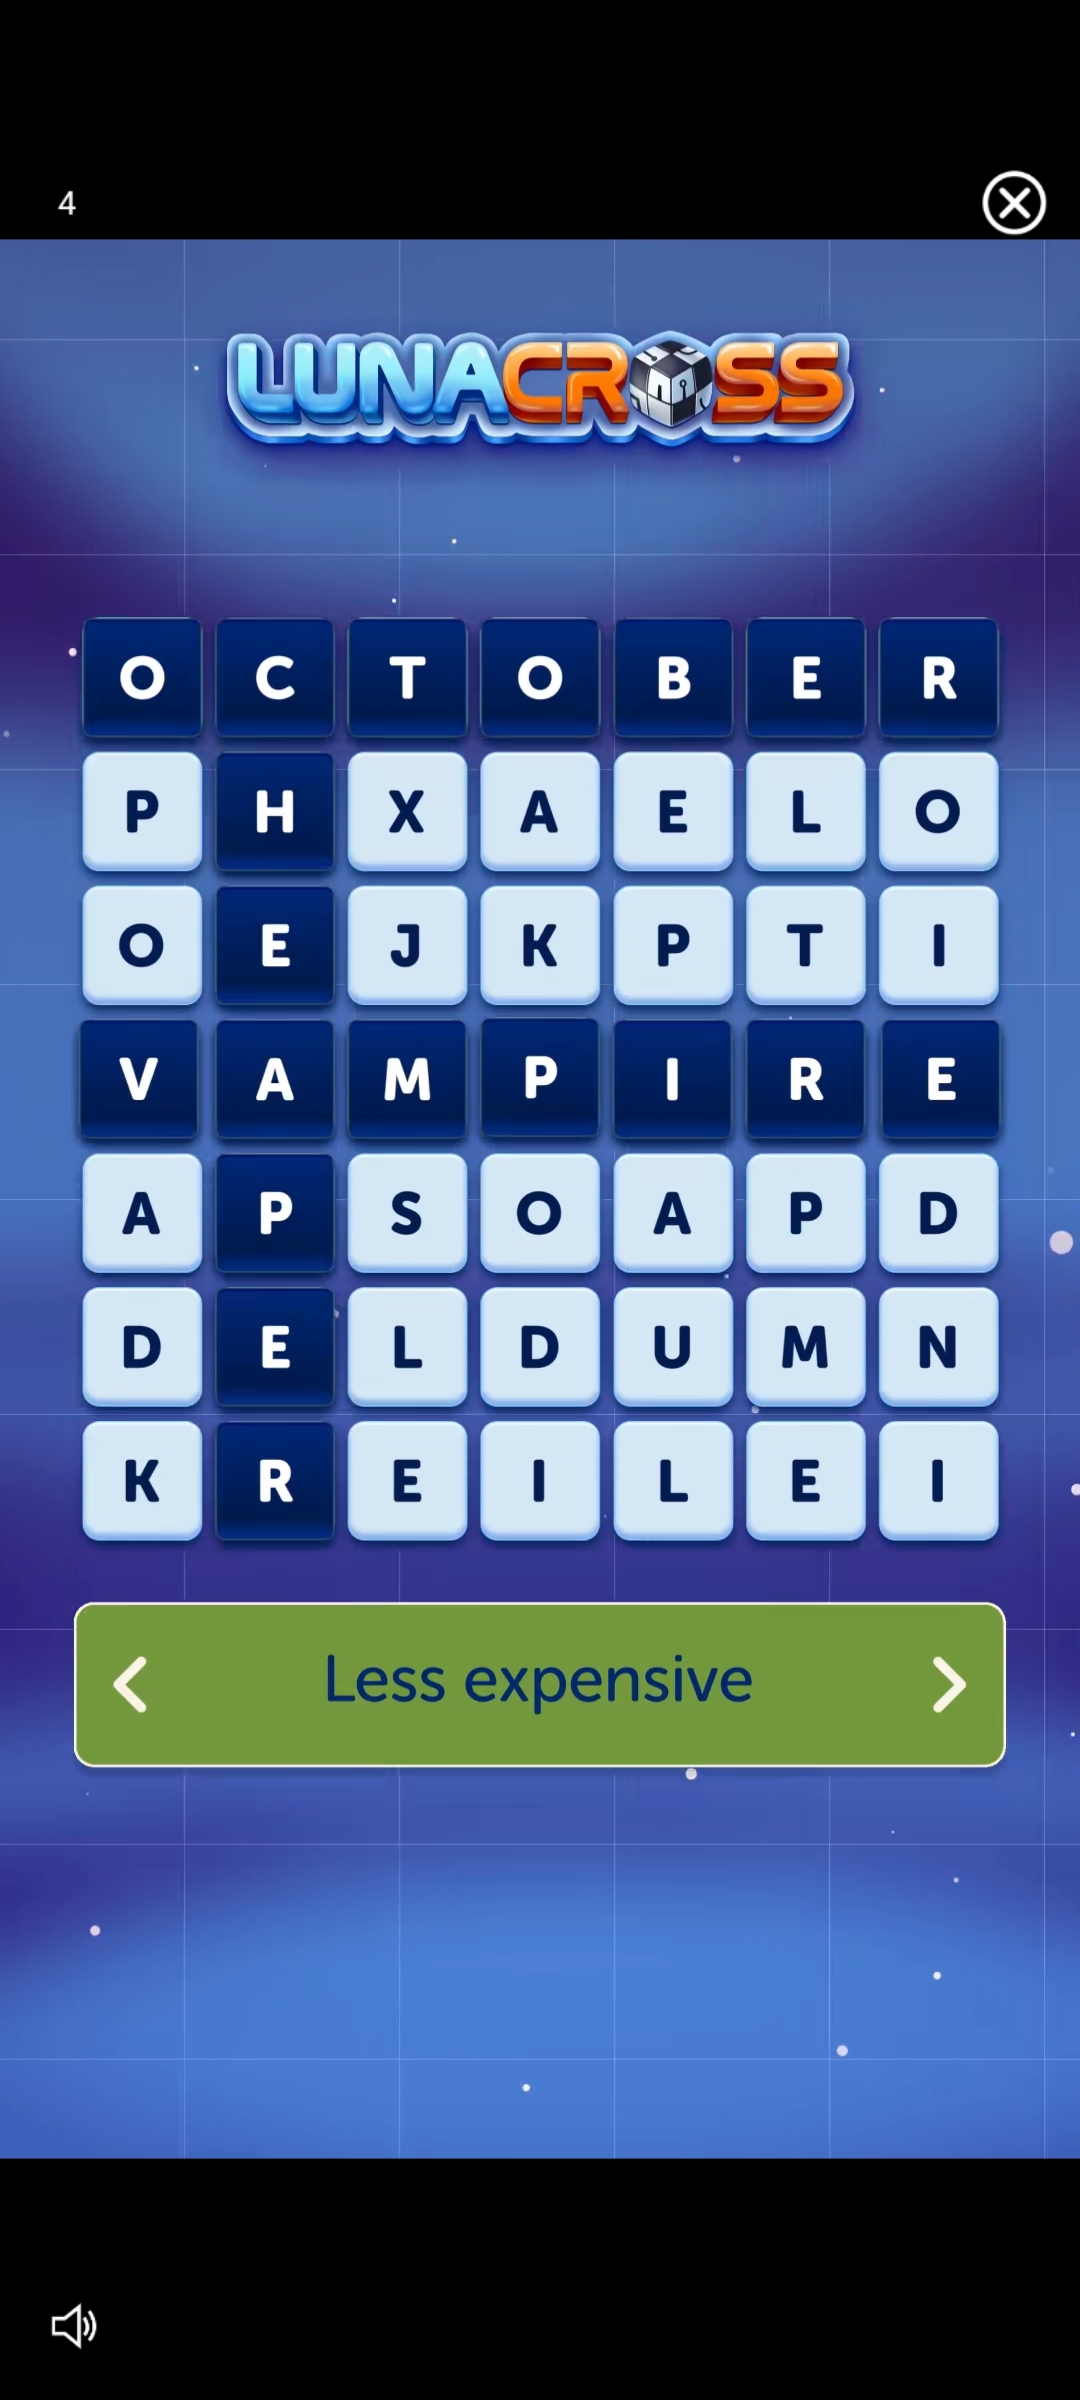 4
LUNACROSS
O C T O B E R
P H X A E L O
O E J K P T I
V A M P I R E
A P S O A P D
D E L D U M N
K R E I L E I
Less expensive